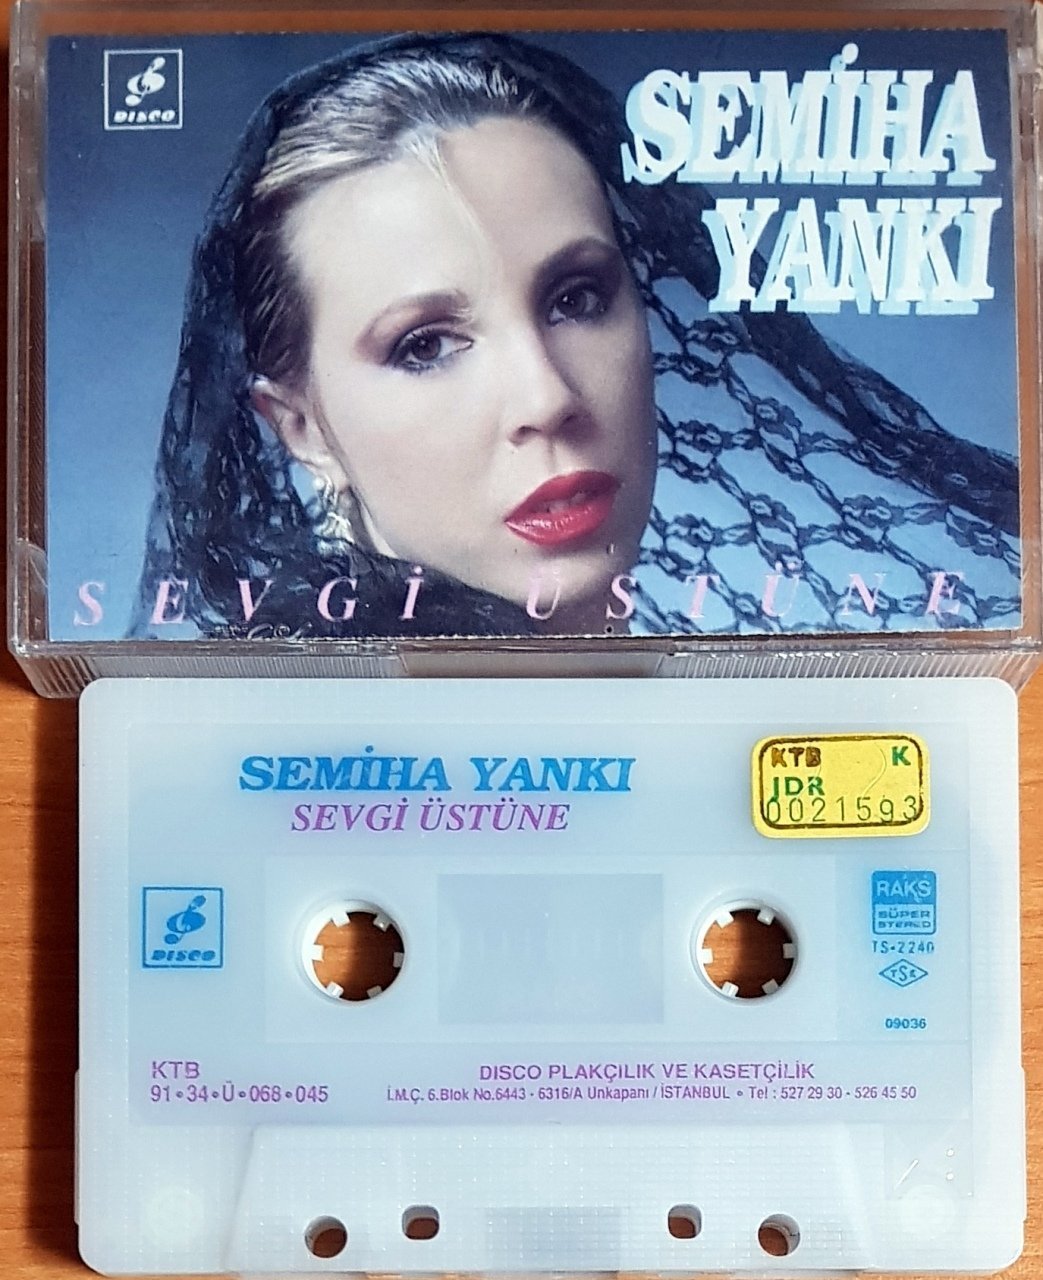 DISCO
SEMİHA
YANKI
SEVGİ ÜSTÜNE
SEMİHA YANKI
SEVGİ ÜSTÜNE
KTB K
JDR
0021593
DISCO
RAKS
SÜPER
STEREO
TS-2240
TSE
09036
KTB
91•34•Ü•068•045
DISCO PLAKÇILIK VE KASETÇİLİK
İ.M.Ç. 6.Blok No.6443 - 6316/A Unkapanı / İSTANBUL • Tel : 527 29 30 - 526 45 50